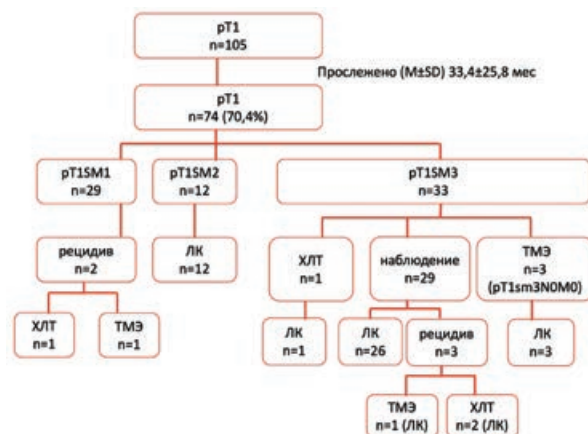 pT1
n=105
Прослежено (M±SD) 33,4±25,8 мес
pT1
n=74 (70,4%)
pT1SM1
n=29
pT1SM2
n=12
pT1SM3
n=33
рецидив
n=2
ЛК
n=12
ХЛТ
n=1
наблюдение
n=29
ТМЭ
n=3
(pT1sm3N0M0)
ХЛТ
n=1
ТМЭ
n=1
ЛК
n=1
ЛК
n=26
рецидив
n=3
ЛК
n=3
ТМЭ
n=1 (ЛК)
ХЛТ
n=2 (ЛК)